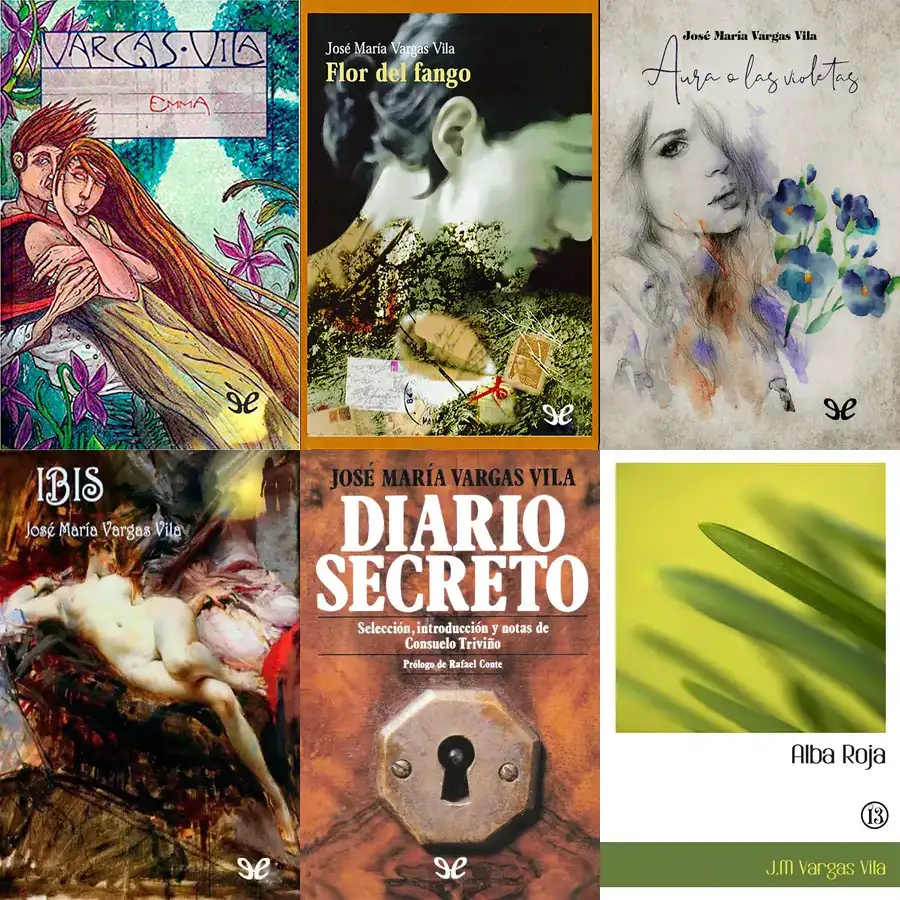 VARGAS·VILA
EMMA
José María Vargas Vila
Flor del fango
José María Vargas Vila
Aura o las violetas
IBIS
José María Vargas Vila
JOSÉ MARÍA VARGAS VILA
DIARIO
SECRETO
Selección, introducción y notas de
Consuelo Triviño
Prólogo de Rafael Conte
Alba Roja
13
J.M Vargas Vila